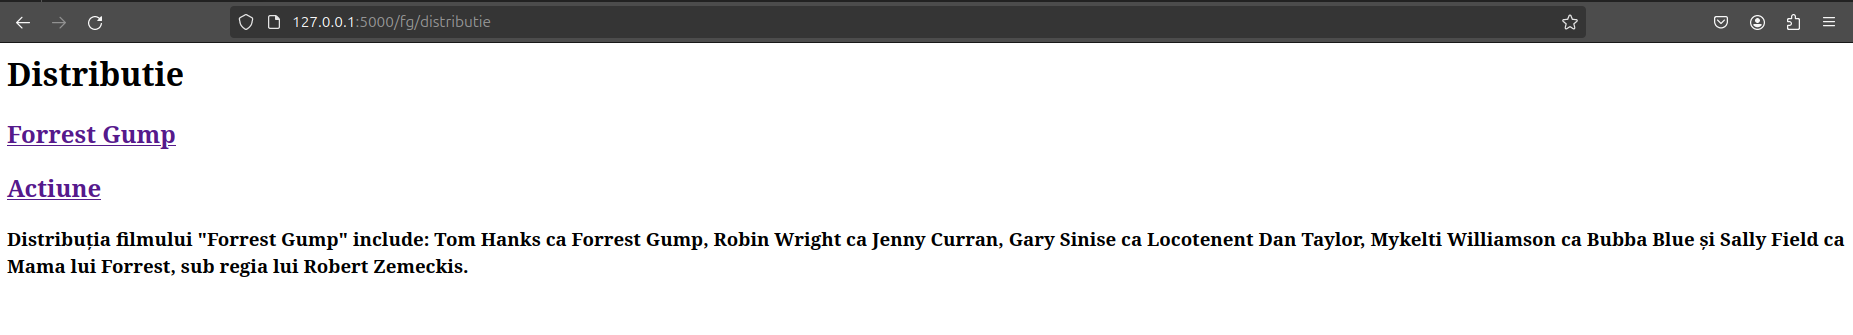 127.0.0.1:5000/fg/distributie
Distributie
Forrest Gump
Actiune
Distribuția filmului "Forrest Gump" include: Tom Hanks ca Forrest Gump, Robin Wright ca Jenny Curran, Gary Sinise ca Locotenent Dan Taylor, Mykelti Williamson ca Bubba Blue și Sally Field ca
Mama lui Forrest, sub regia lui Robert Zemeckis.